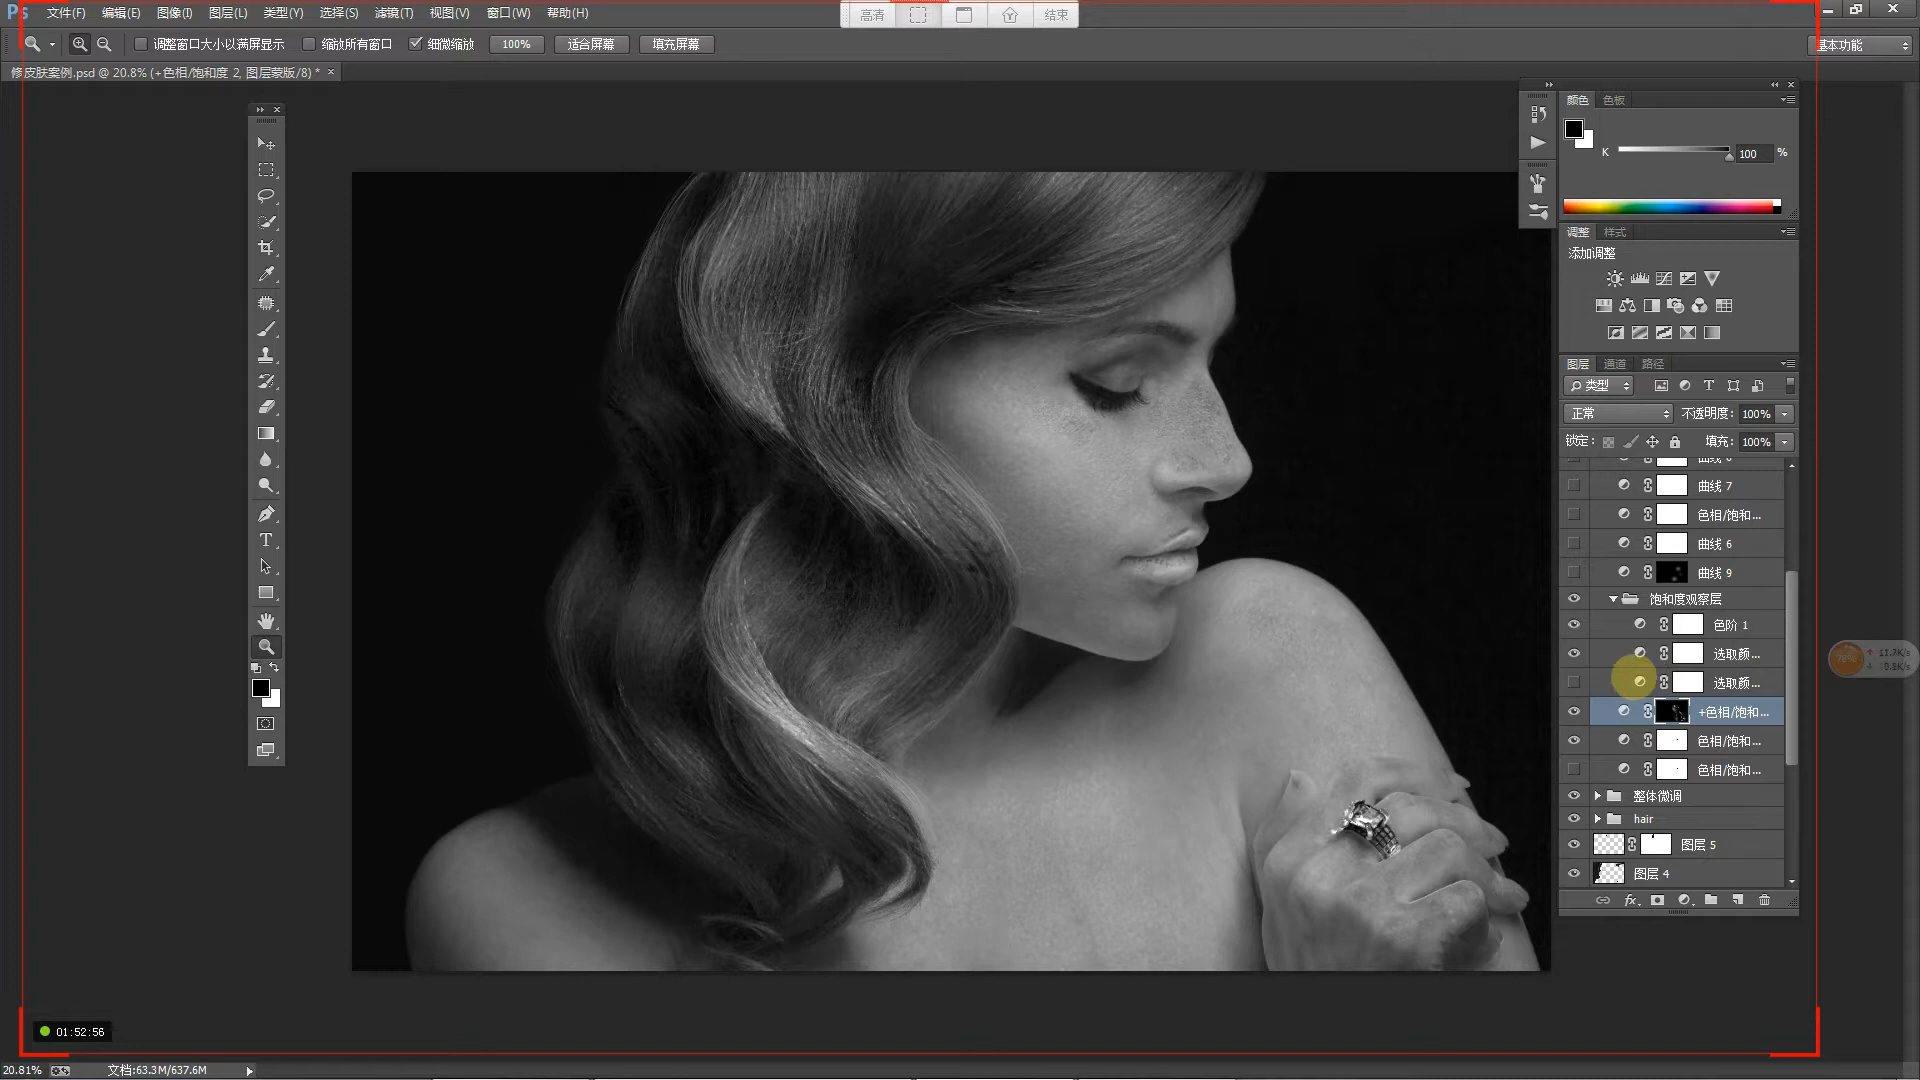 Ps 文件(F) 编辑(E) 图像(I) 图层(L) 类型(Y) 选择(S) 滤镜(T) 视图(V) 窗口(W) 帮助(H)
高清 结束
调整窗口大小以满屏显示 缩放所有窗口 细微缩放 100% 适合屏幕 填充屏幕 基本功能
修皮肤案例.psd @ 20.8% (+色相/饱和度 2, 图层蒙版/8) * ×
颜色 色板
K 100 %
调整 样式
添加调整
图层 通道 路径
类型
正常 不透明度: 100%
锁定: 填充: 100%
曲线 7
色相/饱和...
曲线 6
曲线 9
饱和度观察层
色阶 1
选取颜...
选取颜...
+色相/饱和...
色相/饱和...
色相/饱和...
整体微调
hair
图层 5
图层 4
fx
01:52:56
20.81% 文档:63.3M/637.6M